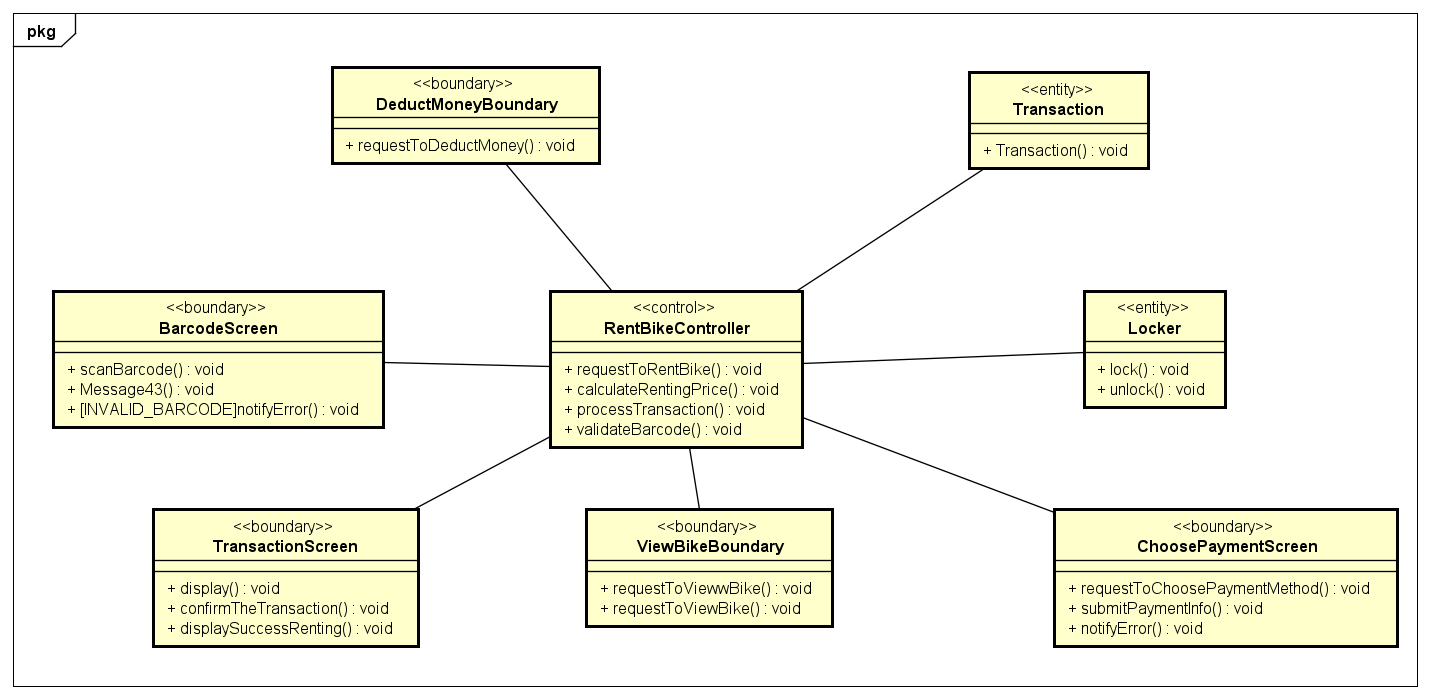 pkg
<<boundary>>
DeductMoneyBoundary
+ requestToDeductMoney() : void
<<entity>>
Transaction
+ Transaction() : void
<<boundary>>
BarcodeScreen
+ scanBarcode() : void
+ Message43() : void
+ [INVALID_BARCODE]notifyError() : void
<<control>>
RentBikeController
+ requestToRentBike() : void
+ calculateRentingPrice() : void
+ processTransaction() : void
+ validateBarcode() : void
<<entity>>
Locker
+ lock() : void
+ unlock() : void
<<boundary>>
TransactionScreen
+ display() : void
+ confirmTheTransaction() : void
+ displaySuccessRenting() : void
<<boundary>>
ViewBikeBoundary
+ requestToViewwBike() : void
+ requestToViewBike() : void
<<boundary>>
ChoosePaymentScreen
+ requestToChoosePaymentMethod() : void
+ submitPaymentInfo() : void
+ notifyError() : void